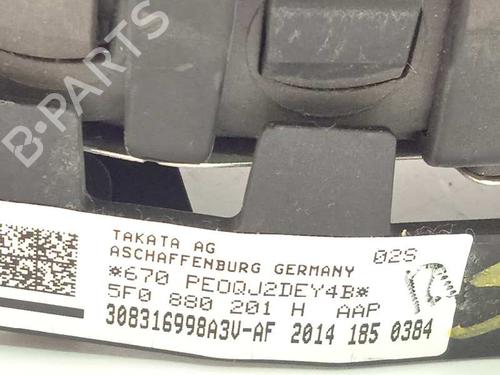 B-PARTS
TAKATA AG
ASCHAFFENBURG GERMANY 02S
*670 PEOQJ2DEY4B*
5F0 880 201 H AAP
308316998A3V-AF 2014 185 0384